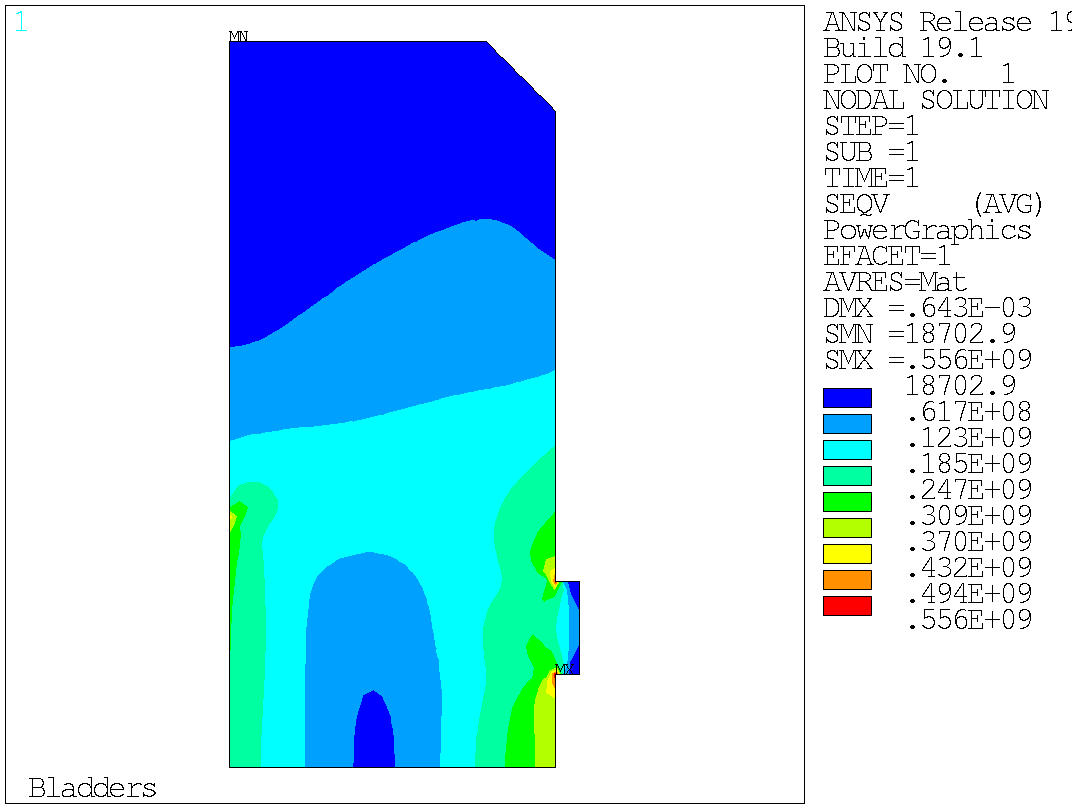 1
MN
ANSYS Release 19
Build 19.1
PLOT NO.   1
NODAL SOLUTION
STEP=1
SUB =1
TIME=1
SEQV     (AVG)
PowerGraphics
EFACET=1
AVRES=Mat
DMX =.643E-03
SMN =18702.9
SMX =.556E+09
18702.9
.617E+08
.123E+09
.185E+09
.247E+09
.309E+09
.370E+09
.432E+09
.494E+09
.556E+09
MX
Bladders